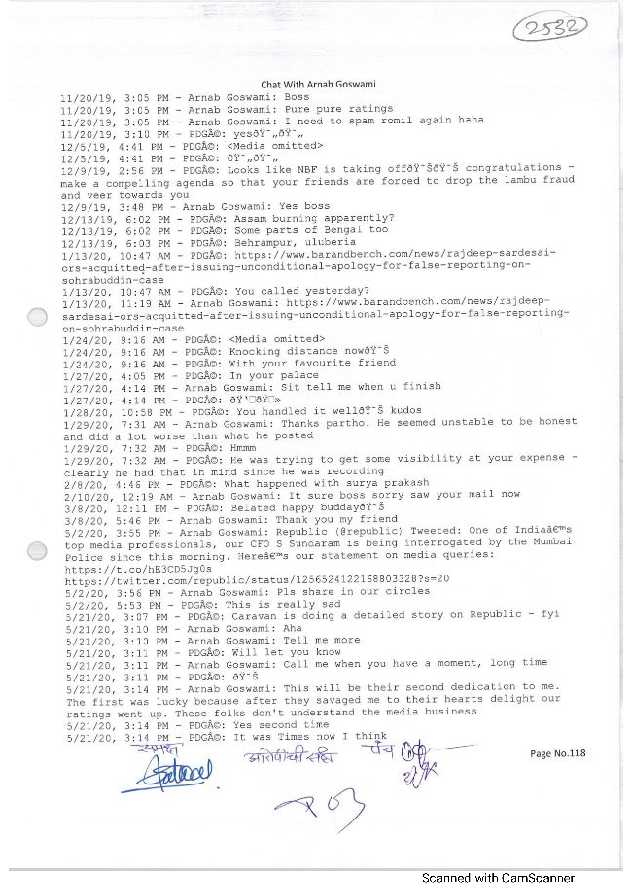 2532
Chat With Arnab Goswami
11/20/19, 3:05 PM - Arnab Goswami: Boss
11/20/19, 3:05 PM - Arnab Goswami: Pure pure ratings
11/20/19, 3:05 PM - Arnab Goswami: I need to spam romil again haha
11/20/19, 3:10 PM - PDGÂ©: yesðŸ˜„ðŸ˜„
12/5/19, 4:41 PM - PDGÂ©: <Media omitted>
12/5/19, 4:41 PM - PDGÂ©: ðŸ˜„ðŸ˜„
12/9/19, 2:56 PM - PDGÂ©: Looks like NBF is taking offðŸ˜ŠðŸ˜Š congratulations -
make a compelling agenda so that your friends are forced to drop the lambu fraud
and veer towards you
12/9/19, 3:48 PM - Arnab Goswami: Yes boss
12/13/19, 6:02 PM - PDGÂ©: Assam burning apparently?
12/13/19, 6:02 PM - PDGÂ©: Some parts of Bengal too
12/13/19, 6:03 PM - PDGÂ©: Behrampur, uluberia
1/13/20, 10:47 AM - PDGÂ©: https://www.barandbench.com/news/rajdeep-sardesai-
ors-acquitted-after-issuing-unconditional-apology-for-false-reporting-on-
sohrabuddin-case
1/13/20, 10:47 AM - PDGÂ©: You called yesterday?
1/13/20, 11:19 AM - Arnab Goswami: https://www.barandbench.com/news/rajdeep-
sardesai-ors-acquitted-after-issuing-unconditional-apology-for-false-reporting-
on-sohrabuddin-case
1/24/20, 9:16 AM - PDGÂ©: <Media omitted>
1/24/20, 9:16 AM - PDGÂ©: Knocking distance nowðŸ˜Š
1/24/20, 9:16 AM - PDGÂ©: With your favourite friend
1/27/20, 4:05 PM - PDGÂ©: In your palace
1/27/20, 4:14 PM - Arnab Goswami: Sit tell me when u finish
1/27/20, 4:14 PM - PDGÂ©:
1/28/20, 10:58 PM - PDGÂ©: You handled it wellðŸ˜Š kudos
1/29/20, 7:31 AM - Arnab Goswami: Thanks partho. He seemed unstable to be honest
and did a lot worse than what he posted
1/29/20, 7:32 AM - PDGÂ©: Hmmm
1/29/20, 7:32 AM - PDGÂ©: He was trying to get some visibility at your expense -
clearly he had that in mind since he was recording
2/8/20, 4:46 PM - PDGÂ©: What happened with surya prakash
2/10/20, 12:19 AM - Arnab Goswami: It sure boss sorry saw your mail now
3/8/20, 12:11 PM - PDGÂ©: Belated happy buddayðŸ˜Š
3/8/20, 5:46 PM - Arnab Goswami: Thank you my friend
5/2/20, 3:55 PM - Arnab Goswami: Republic (@republic) Tweeted: One of Indiaâ€™s
top media professionals, our CFO S Sundaram is being interrogated by the Mumbai
Police since this morning. Hereâ€™s our statement on media queries:
https://t.co/hE3CD5Jg0s
https://twitter.com/republic/status/1256524122158803328?s=20
5/2/20, 3:56 PM - Arnab Goswami: Pls share in our circles
5/2/20, 5:53 PM - PDGÂ©: This is really sad
5/21/20, 3:07 PM - PDGÂ©: Caravan is doing a detailed story on Republic - fyi
5/21/20, 3:10 PM - Arnab Goswami: Aha
5/21/20, 3:10 PM - Arnab Goswami: Tell me more
5/21/20, 3:11 PM - PDGÂ©: Will let you know
5/21/20, 3:11 PM - Arnab Goswami: Call me when you have a moment, long time
5/21/20, 3:11 PM - PDGÂ©: ðŸ˜Š
5/21/20, 3:14 PM - Arnab Goswami: This will be their second dedication to me.
The first was lucky because after they savaged me to their hearts delight our
ratings went up. These folks don't understand the media business
5/21/20, 3:14 PM - PDGÂ©: Yes second time
5/21/20, 3:14 PM - PDGÂ©: It was Times now I think
समक्ष
पंच
Page No.118
Scanned with CamScanner